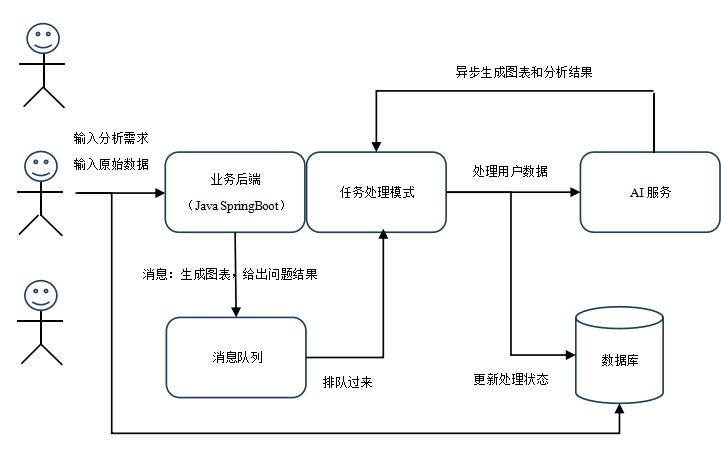 异步生成图表和分析结果
输入分析需求
输入原始数据
业务后端
（Java SpringBoot）
任务处理模式
处理用户数据
AI 服务
消息：生成图表，给出问题结果
消息队列
排队过来
更新处理状态
数据库